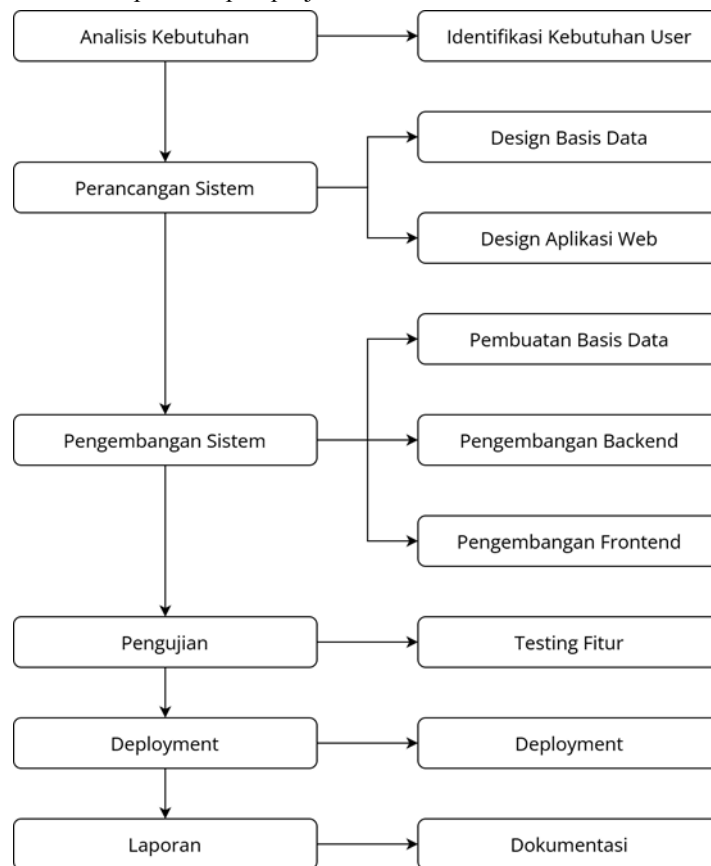 Analisis Kebutuhan
Identifikasi Kebutuhan User
Design Basis Data
Perancangan Sistem
Design Aplikasi Web
Pembuatan Basis Data
Pengembangan Sistem
Pengembangan Backend
Pengembangan Frontend
Pengujian
Testing Fitur
Deployment
Deployment
Laporan
Dokumentasi